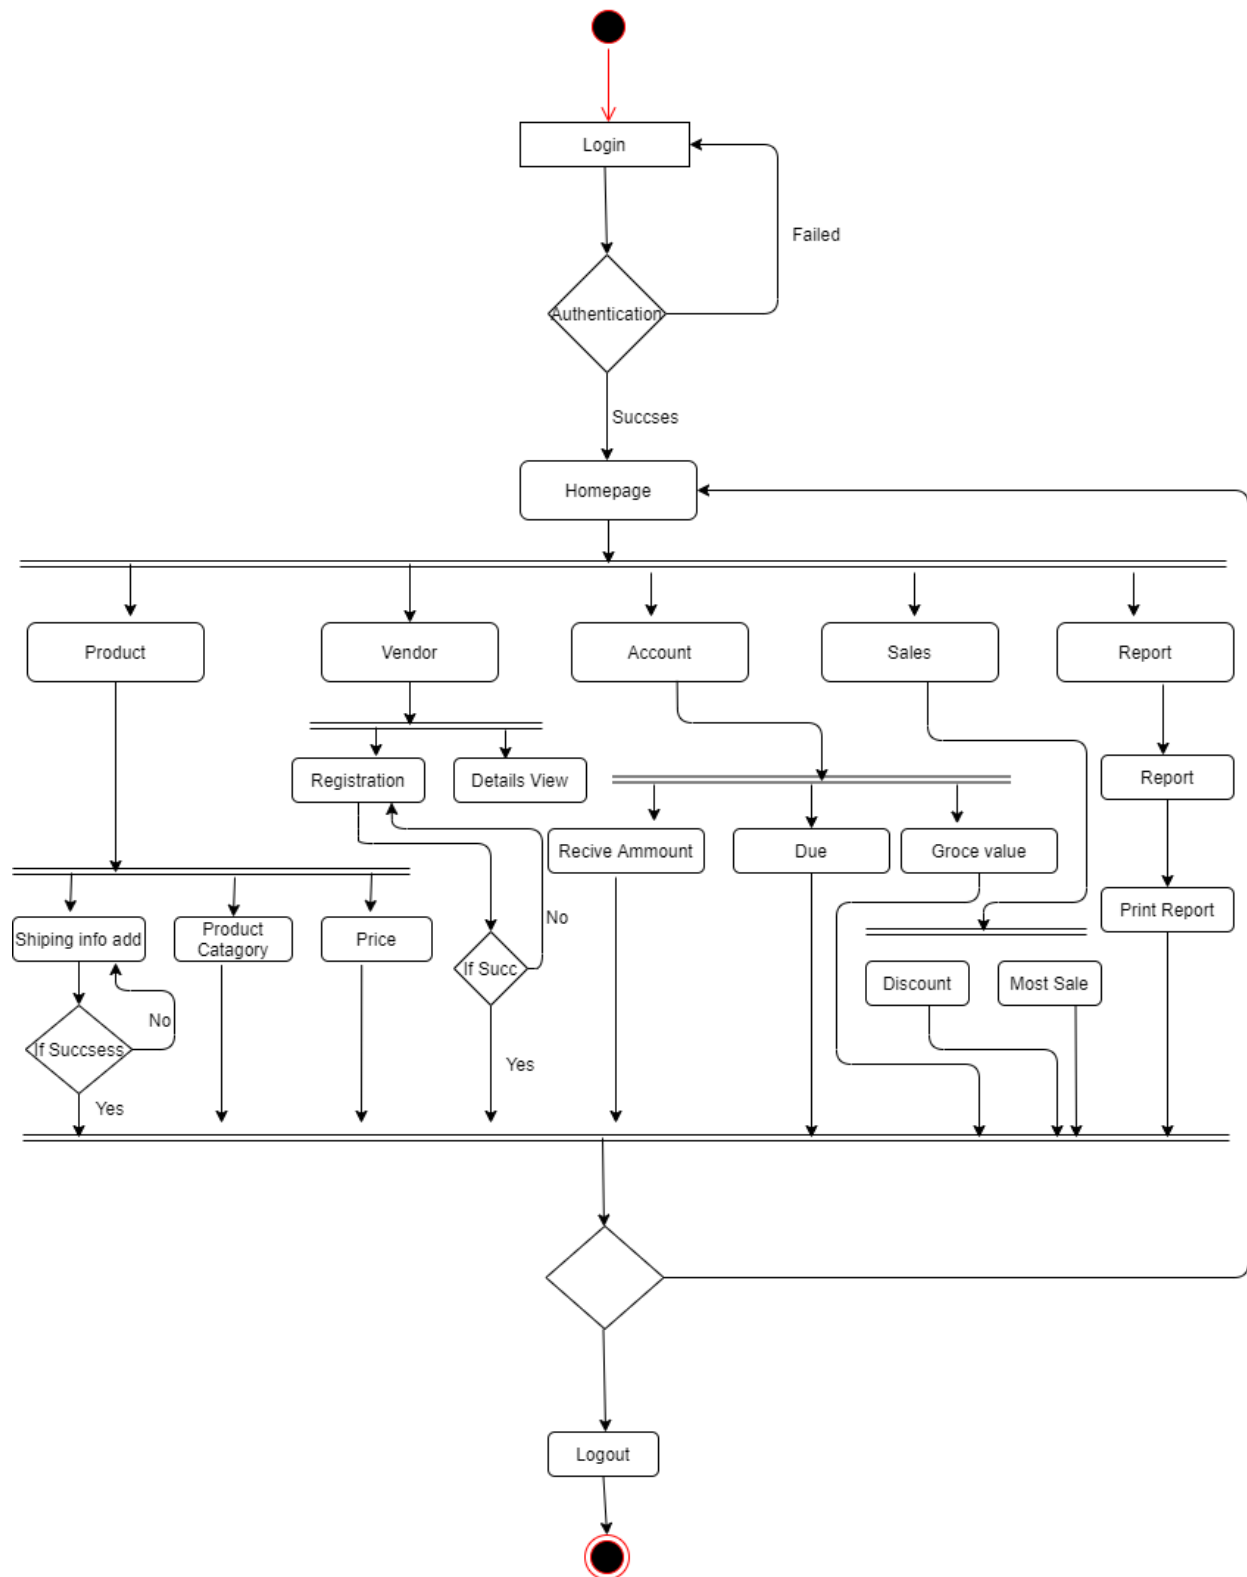 Login
Failed
Authentication
Succses
Homepage
Product
Vendor
Account
Sales
Report
Registration
Details View
Report
Recive Ammount
Due
Groce value
Shiping info add
Product
Catagory
Price
No
Print Report
If Succ
Discount
Most Sale
No
If Succsess
Yes
Yes
Logout